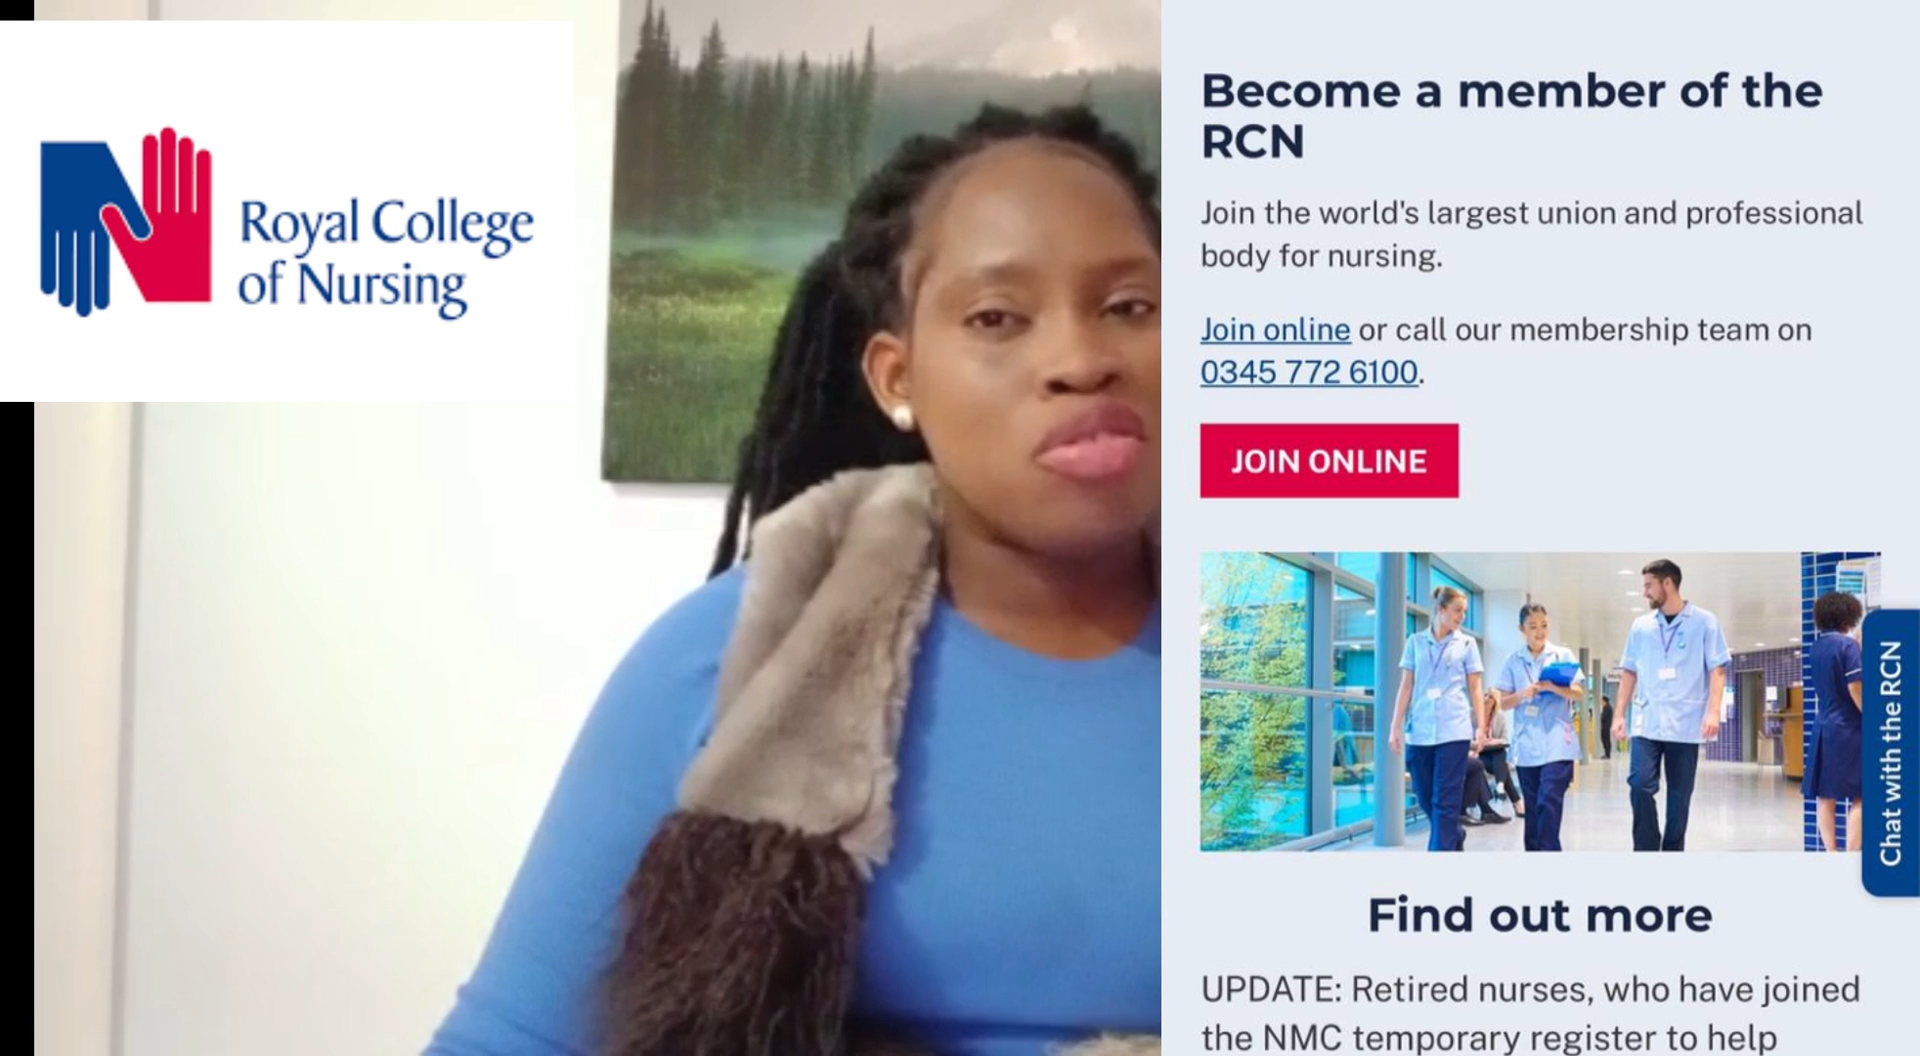 Royal College
of Nursing
Become a member of the
RCN
Join the world's largest union and professional
body for nursing.
Join online or call our membership team on
0345 772 6100.
JOIN ONLINE
Chat with the RCN
Find out more
UPDATE: Retired nurses, who have joined
the NMC temporary register to help